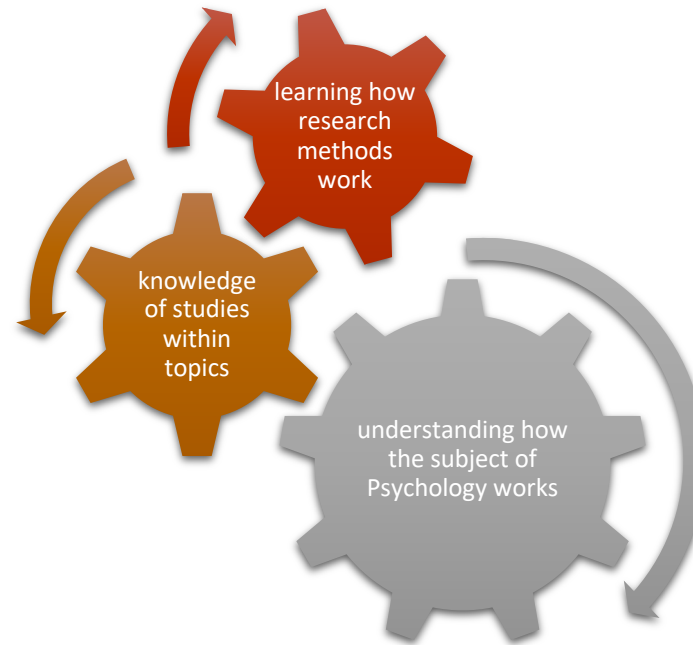 learning how
research
methods
work
knowledge
of studies
within
topics
understanding how
the subject of
Psychology works